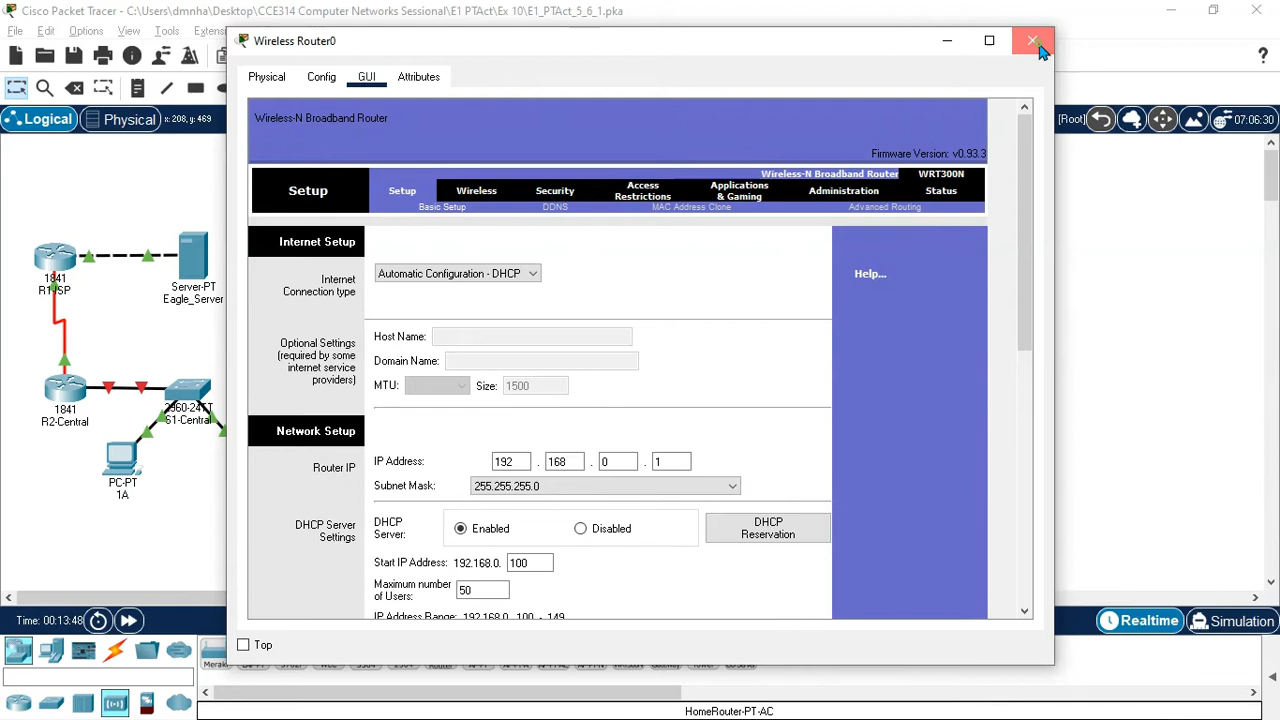 Cisco Packet Tracer - C:\Users\dmnha\Desktop\CCE314 Computer Networks Sessional\E1 PTAct\Ex 10\E1_PTAct_5_6_1.pka
File Edit Options View Tools Exten
Wireless Router0
Physical Config GUI Attributes
Logical Physical x: 208, y: 469
[Root] 07:06:30
Wireless-N Broadband Router
Firmware Version: v0.93.3
Wireless-N Broadband Router WRT300N
Setup
Setup Wireless Security Access Restrictions Applications & Gaming Administration Status
Basic Setup DDNS MAC Address Clone Advanced Routing
Internet Setup
Internet Connection type
Automatic Configuration - DHCP
Help...
Optional Settings
(required by some
internet service
providers)
Host Name:
Domain Name:
MTU: Size: 1500
Network Setup
Router IP
IP Address: 192 . 168 . 0 . 1
Subnet Mask: 255.255.255.0
DHCP Server Settings
DHCP Server: Enabled Disabled DHCP Reservation
Start IP Address: 192.168.0. 100
Maximum number of Users: 50
IP Address Range: 192.168.0. 100 - 149
Top
1841
Server-PT
Eagle_Server
1841
R2-Central
2960-24TT
S1-Central
PC-PT
1A
Time: 00:13:48
Realtime Simulation
HomeRouter-PT-AC